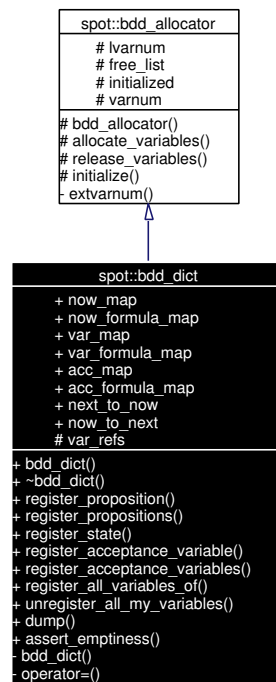 spot::bdd_allocator
# lvarnum
# free_list
# initialized
# varnum
# bdd_allocator()
# allocate_variables()
# release_variables()
# initialize()
- extvarnum()
spot::bdd_dict
+ now_map
+ now_formula_map
+ var_map
+ var_formula_map
+ acc_map
+ acc_formula_map
+ next_to_now
+ now_to_next
# var_refs
+ bdd_dict()
+ ~bdd_dict()
+ register_proposition()
+ register_propositions()
+ register_state()
+ register_acceptance_variable()
+ register_acceptance_variables()
+ register_all_variables_of()
+ unregister_all_my_variables()
+ dump()
+ assert_emptiness()
- bdd_dict()
- operator=()